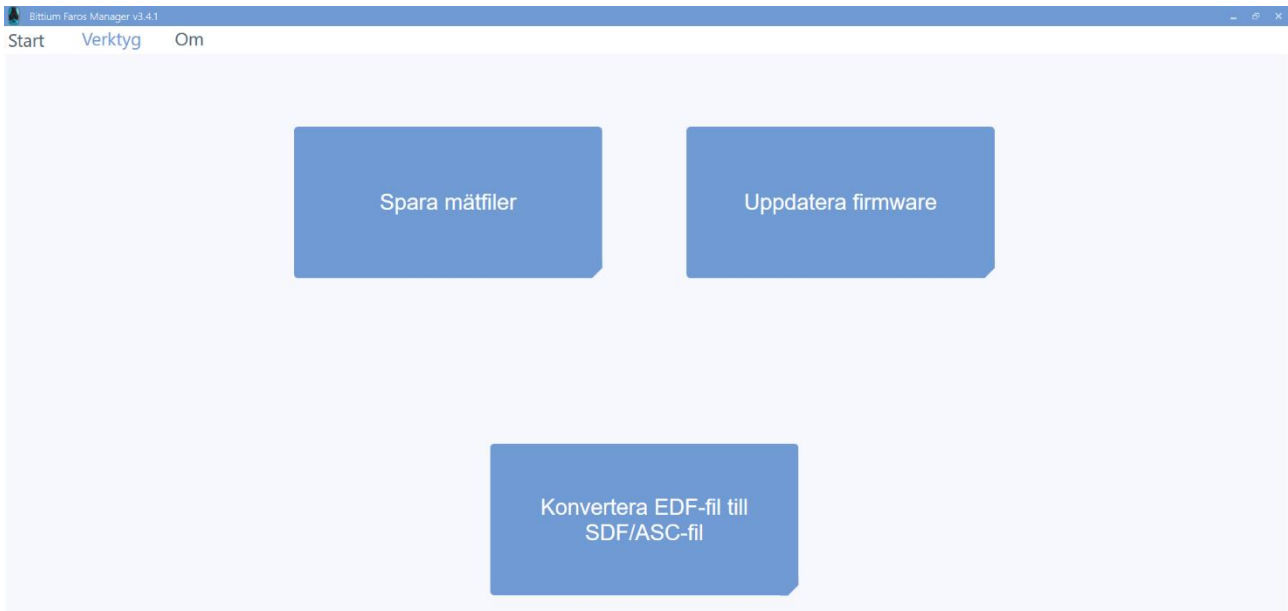 Bittium Faros Manager v3.4.1
Start Verktyg Om
Spara mätfiler
Uppdatera firmware
Konvertera EDF-fil till
SDF/ASC-fil